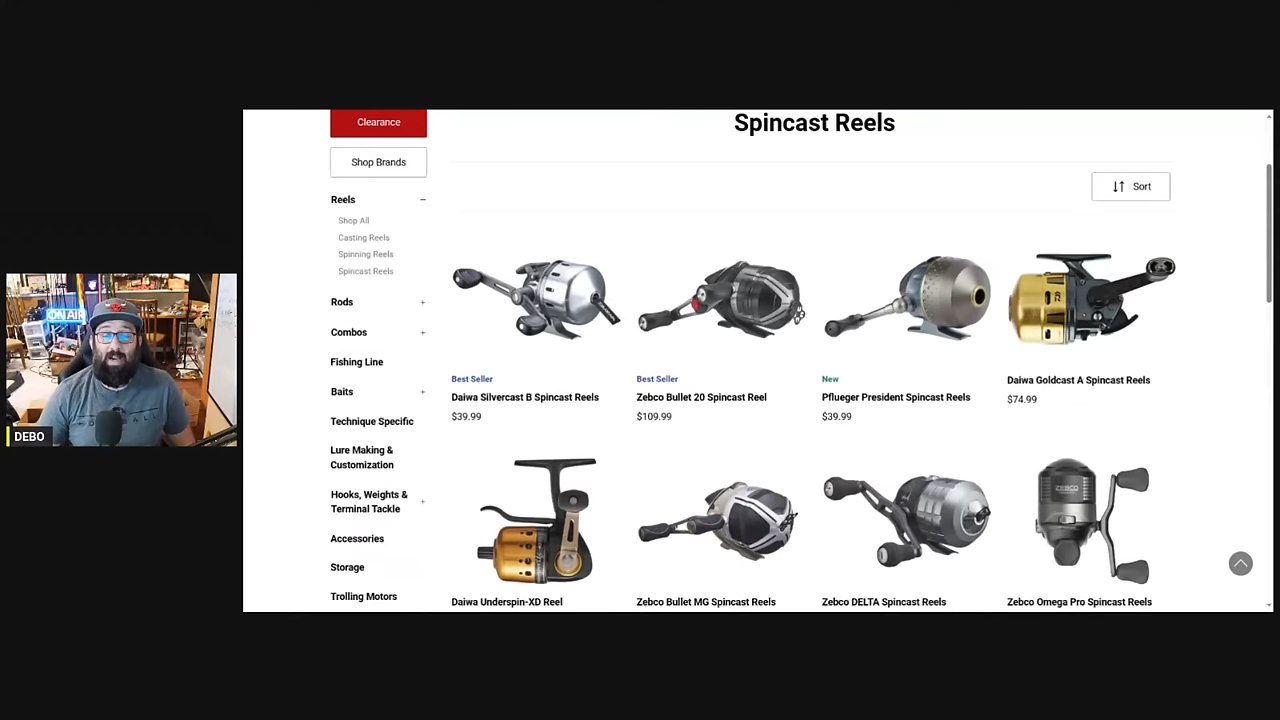 Clearance
Spincast Reels
Shop Brands
Sort
Reels
Shop All
Casting Reels
Spinning Reels
Spincast Reels
Rods
Combos
Fishing Line
Baits
Technique Specific
Lure Making &
Customization
Hooks, Weights &
Terminal Tackle
Accessories
Storage
Trolling Motors
Best Seller
Daiwa Silvercast B Spincast Reels
$39.99
Best Seller
Zebco Bullet 20 Spincast Reel
$109.99
New
Pflueger President Spincast Reels
$39.99
Daiwa Goldcast A Spincast Reels
$74.99
Daiwa Underspin-XD Reel
Zebco Bullet MG Spincast Reels
Zebco DELTA Spincast Reels
ZEBCO
Zebco Omega Pro Spincast Reels
ON AIR
DEBO